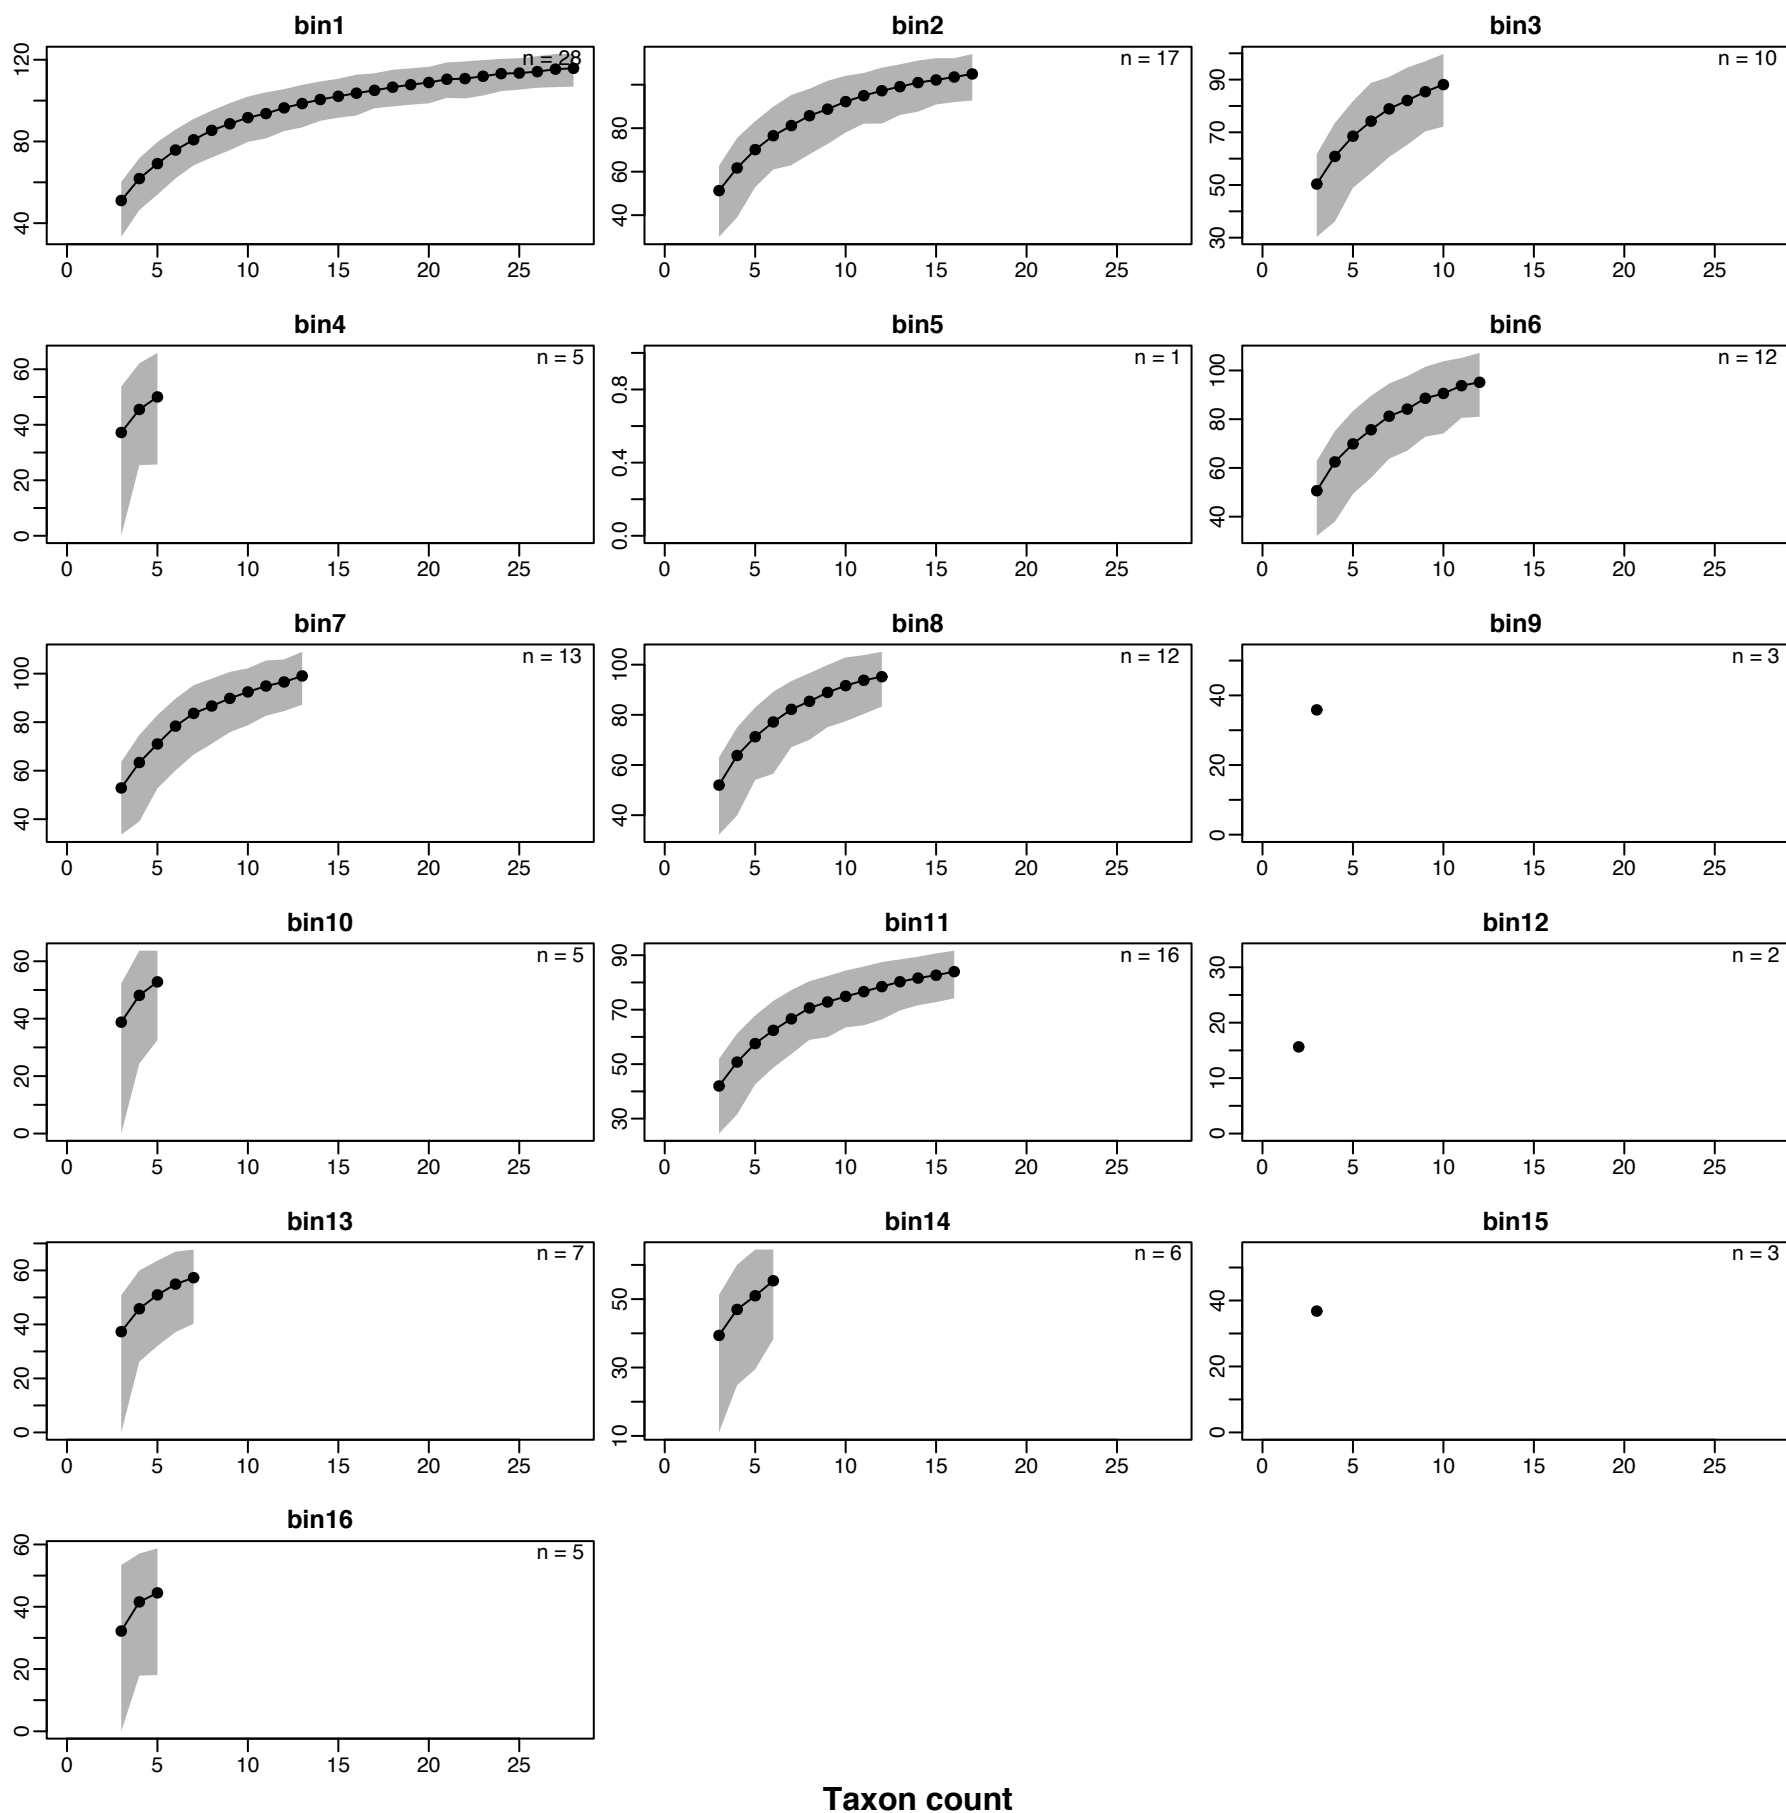 bin1 bin2 bin3
n = 28 n = 17 n = 10
40 80 120 40 60 80 30 50 70 90
0 5 10 15 20 25 0 5 10 15 20 25 0 5 10 15 20 25
bin4 bin5 bin6
n = 5 n = 1 n = 12
0 20 40 60 0.0 0.4 0.8 40 60 80 100
0 5 10 15 20 25 0 5 10 15 20 25 0 5 10 15 20 25
bin7 bin8 bin9
n = 13 n = 12 n = 3
40 60 80 100 40 60 80 100 0 20 40
0 5 10 15 20 25 0 5 10 15 20 25 0 5 10 15 20 25
bin10 bin11 bin12
n = 5 n = 16 n = 2
0 20 40 60 30 50 70 90 0 10 20 30
0 5 10 15 20 25 0 5 10 15 20 25 0 5 10 15 20 25
bin13 bin14 bin15
n = 7 n = 6 n = 3
0 20 40 60 10 30 50 0 20 40
0 5 10 15 20 25 0 5 10 15 20 25 0 5 10 15 20 25
bin16
n = 5
0 20 40 60
0 5 10 15 20 25
Taxon count